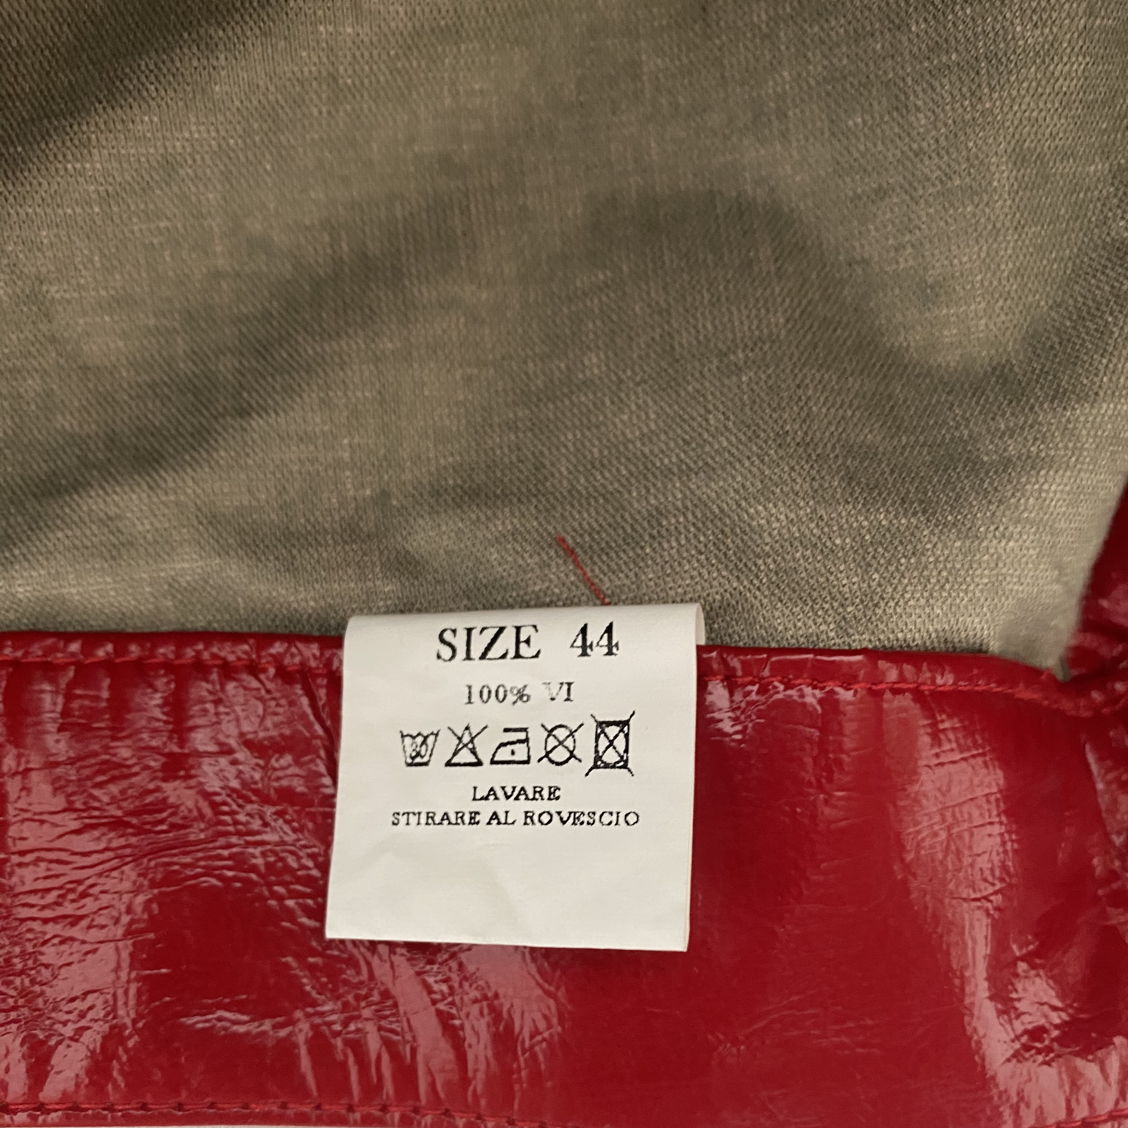 SIZE 44
100% VI
30
LAVARE
STIRARE AL ROVESCIO